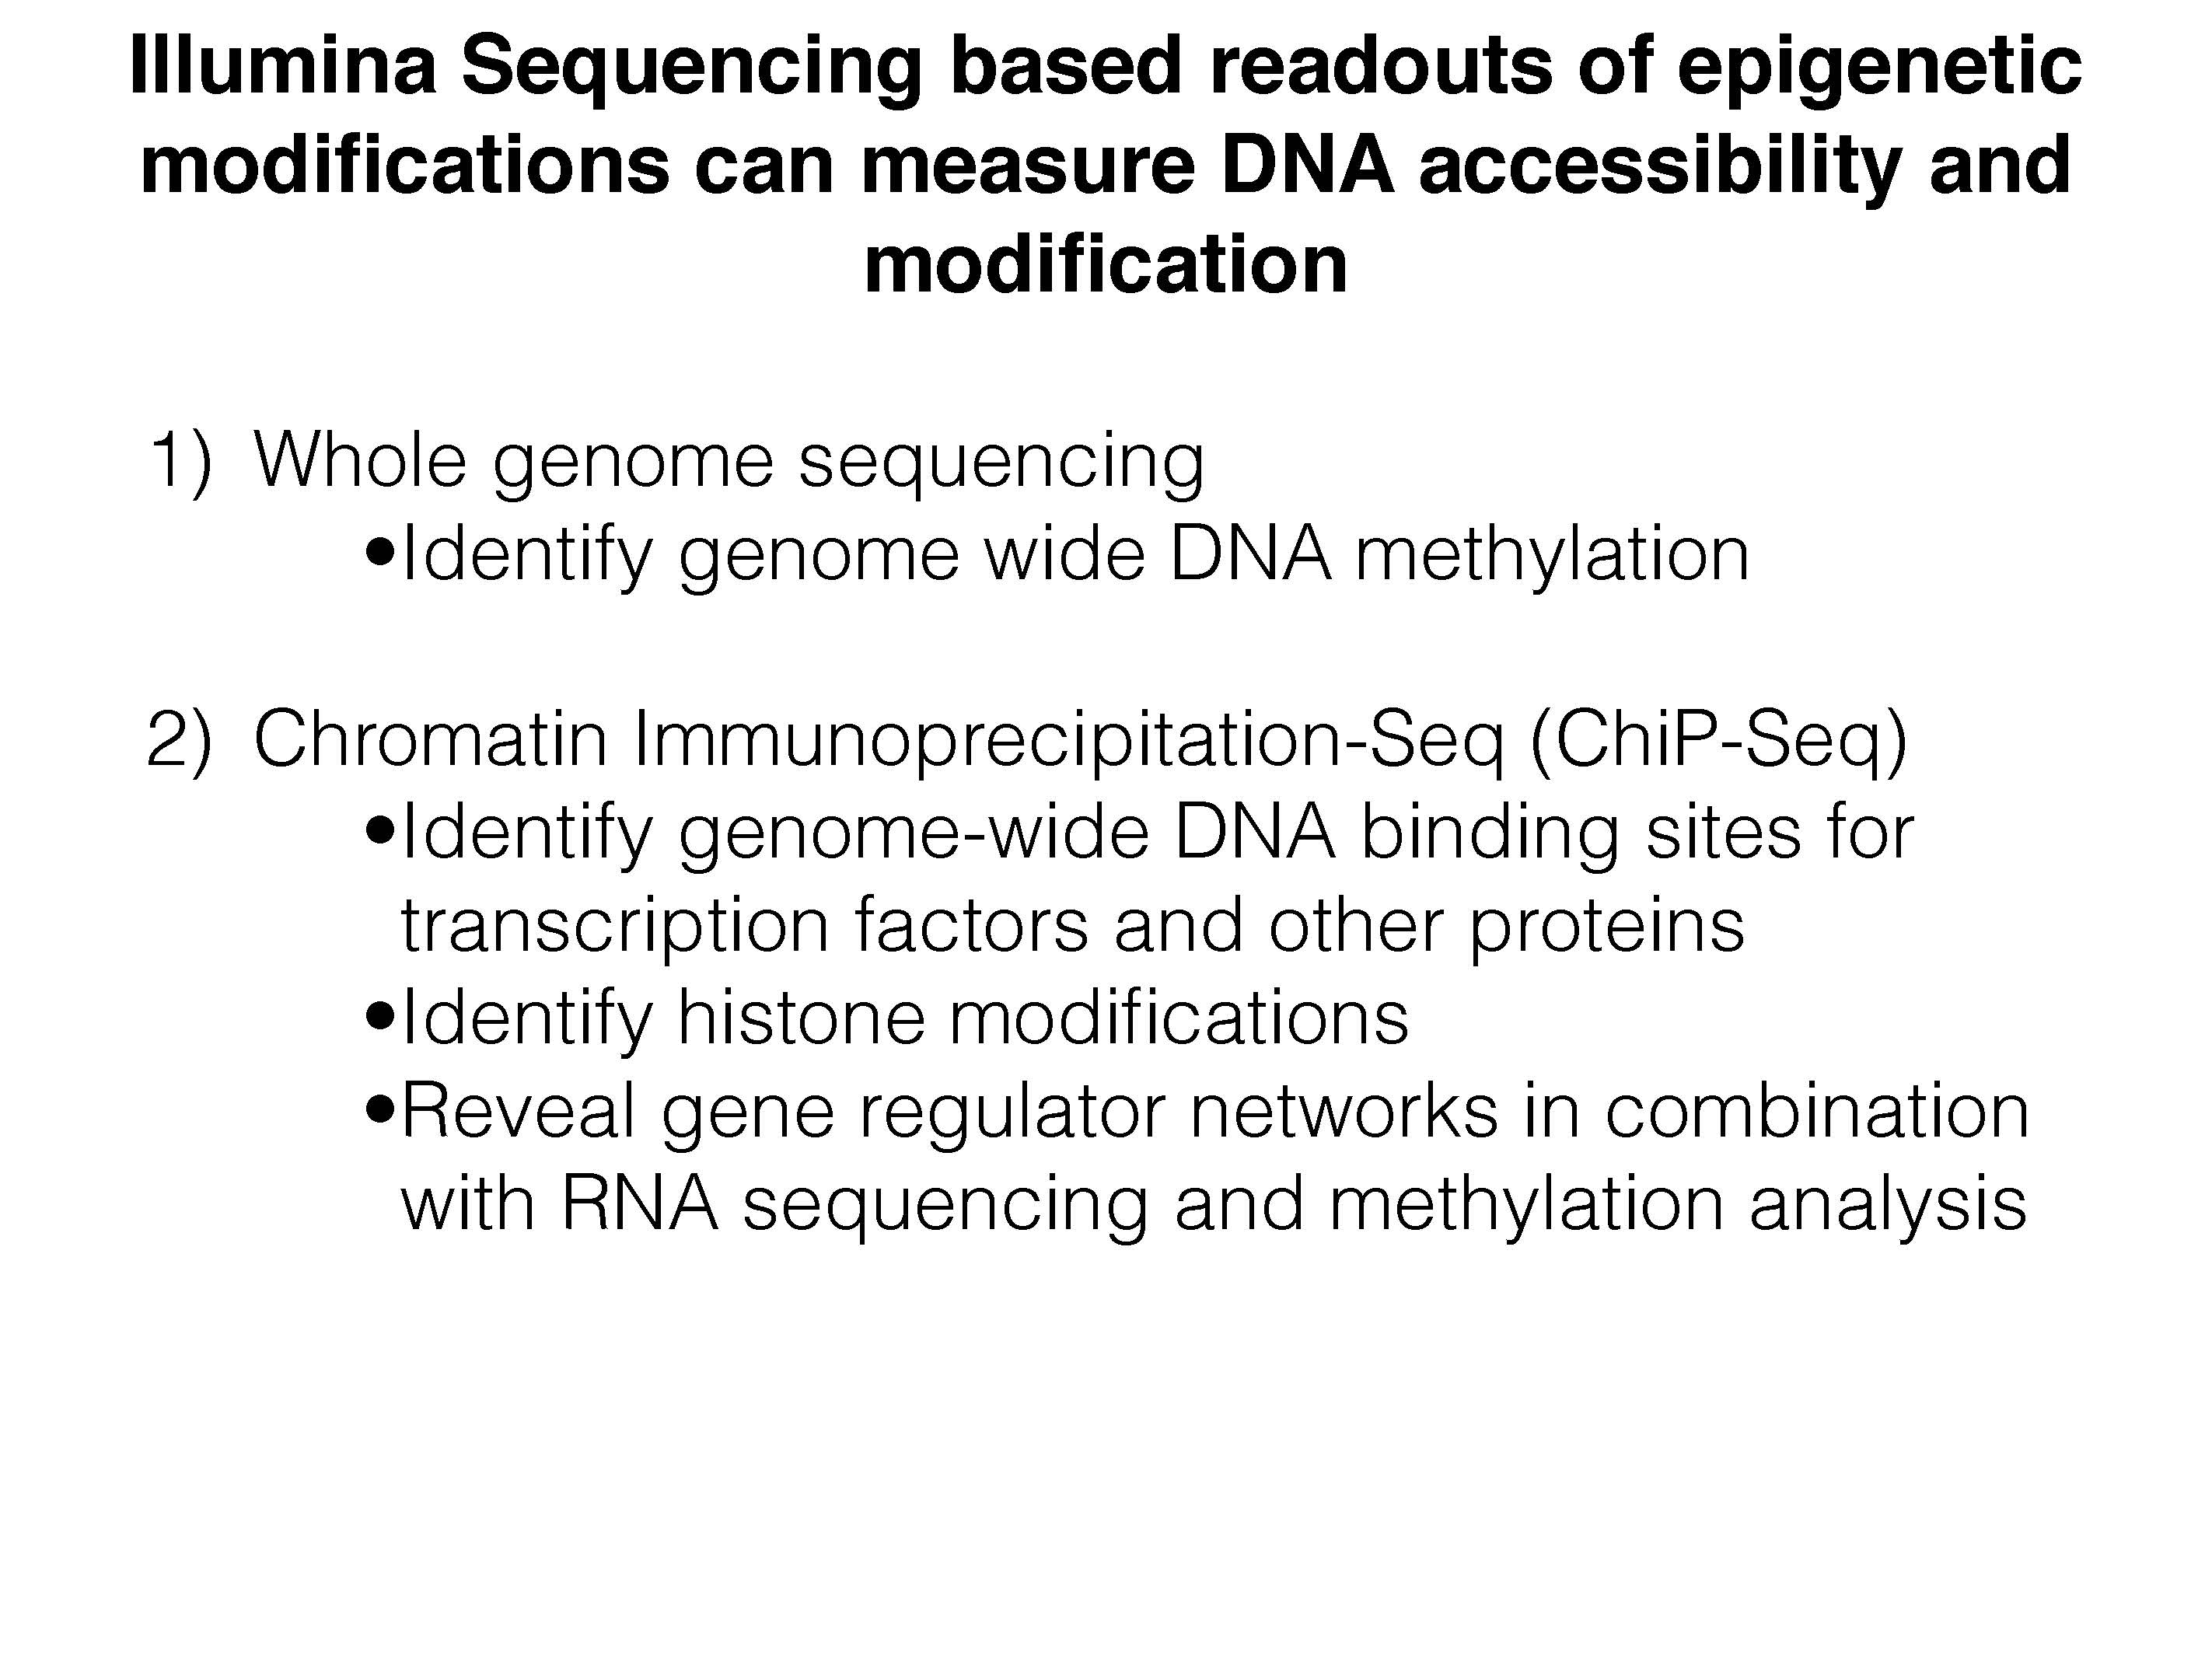 Illumina Sequencing based readouts of epigenetic
modifications can measure DNA accessibility and
modification
1) Whole genome sequencing
•Identify genome wide DNA methylation
2) Chromatin Immunoprecipitation-Seq (ChiP-Seq)
•Identify genome-wide DNA binding sites for
transcription factors and other proteins
•Identify histone modifications
•Reveal gene regulator networks in combination
with RNA sequencing and methylation analysis